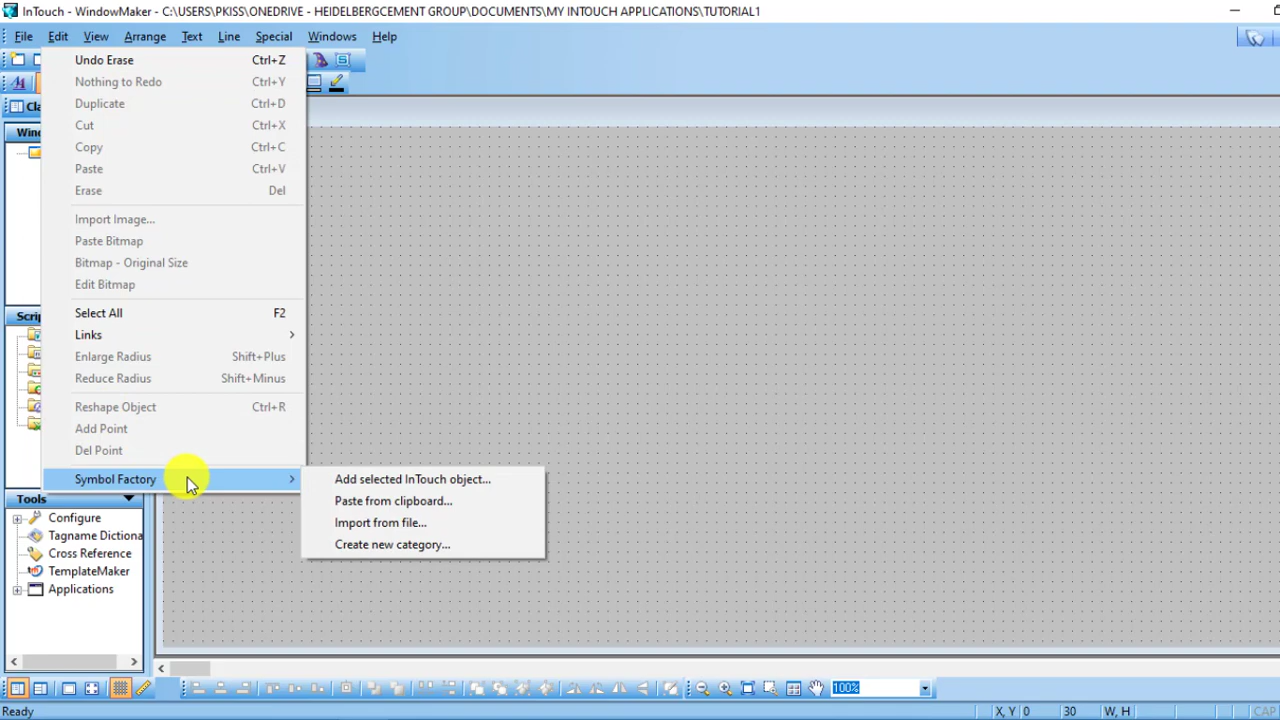 InTouch - WindowMaker - C:\USERS\PKISS\ONEDRIVE - HEIDELBERGCEMENT GROUP\DOCUMENTS\MY INTOUCH APPLICATIONS\TUTORIAL1
File Edit View Arrange Text Line Special Windows Help
Undo Erase Ctrl+Z
Nothing to Redo Ctrl+Y
Duplicate Ctrl+D
Cut Ctrl+X
Copy Ctrl+C
Paste Ctrl+V
Erase Del
Import Image...
Paste Bitmap
Bitmap - Original Size
Edit Bitmap
Select All F2
Links
Enlarge Radius Shift+Plus
Reduce Radius Shift+Minus
Reshape Object Ctrl+R
Add Point
Del Point
Symbol Factory
Add selected InTouch object...
Paste from clipboard...
Import from file...
Create new category...
Cla
Wind
Scrip
Tools
Configure
Tagname Dictiona
Cross Reference
TemplateMaker
Applications
100%
Ready
X, Y 0 30 W, H CAP